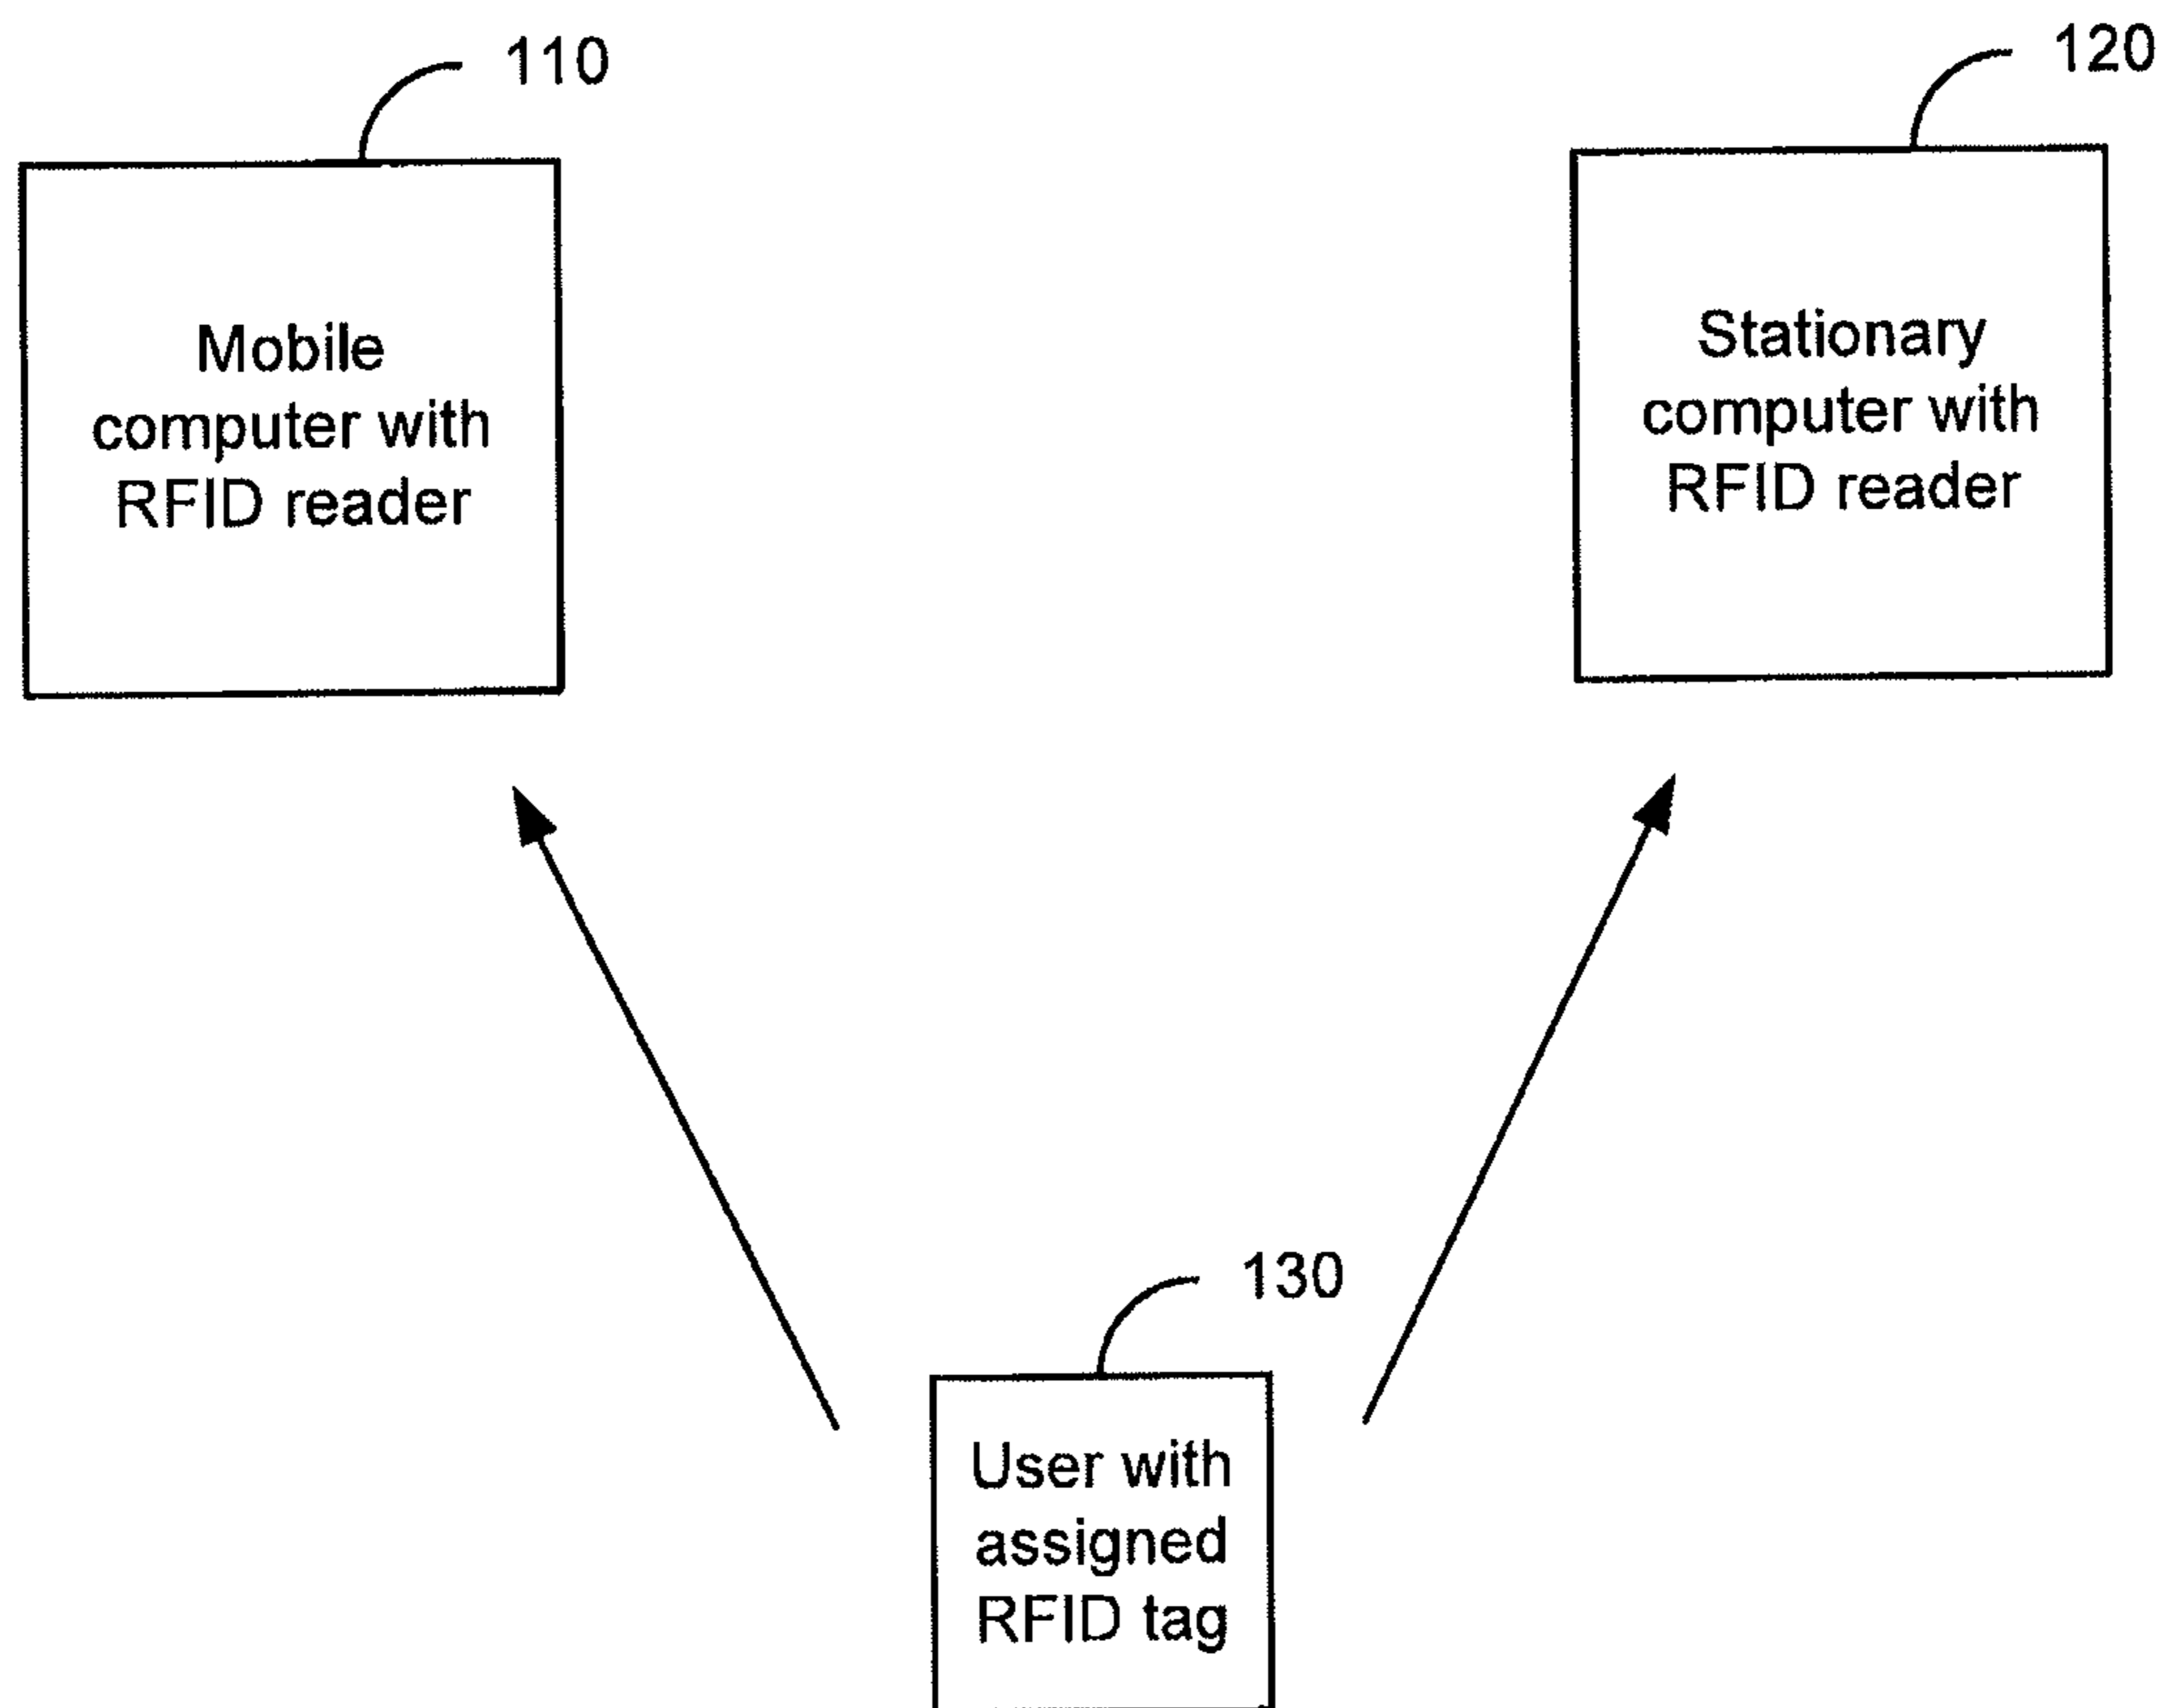 110
120
Mobile
computer with
RFID reader
Stationary
computer with
RFID reader
130
User with
assigned
RFID tag